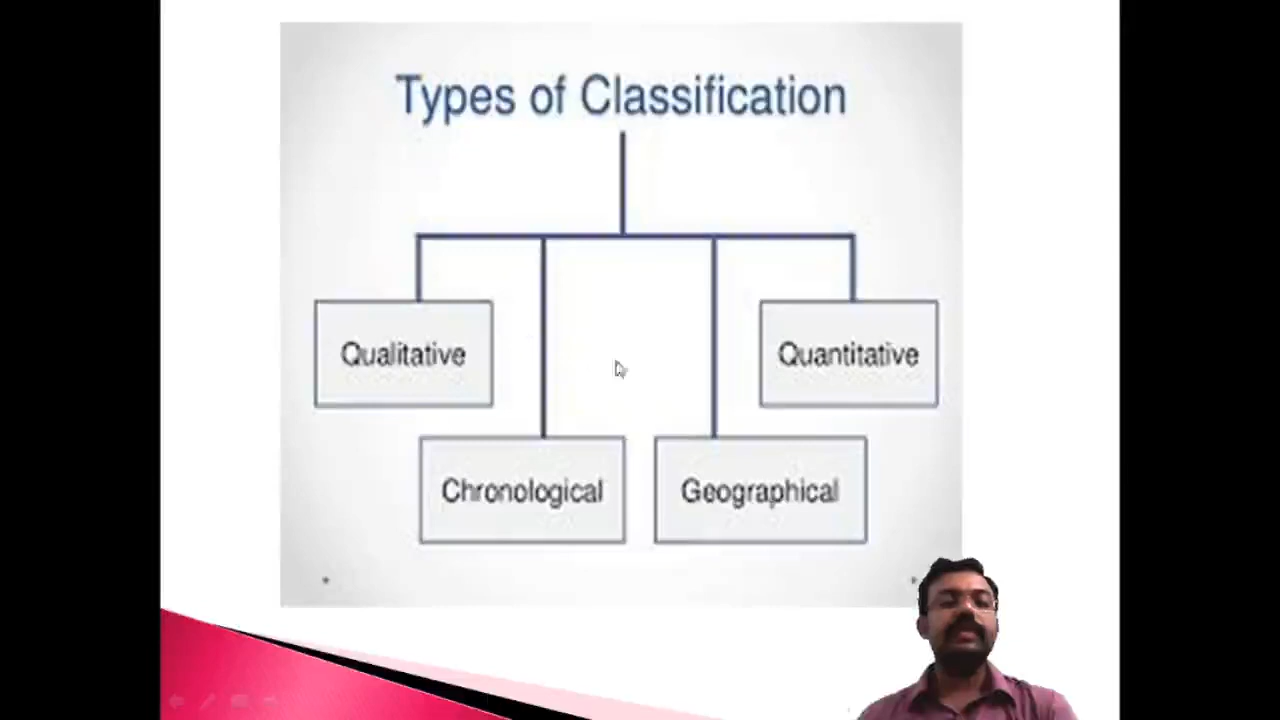 Types of Classification
Qualitative
Quantitative
Chronological
Geographical